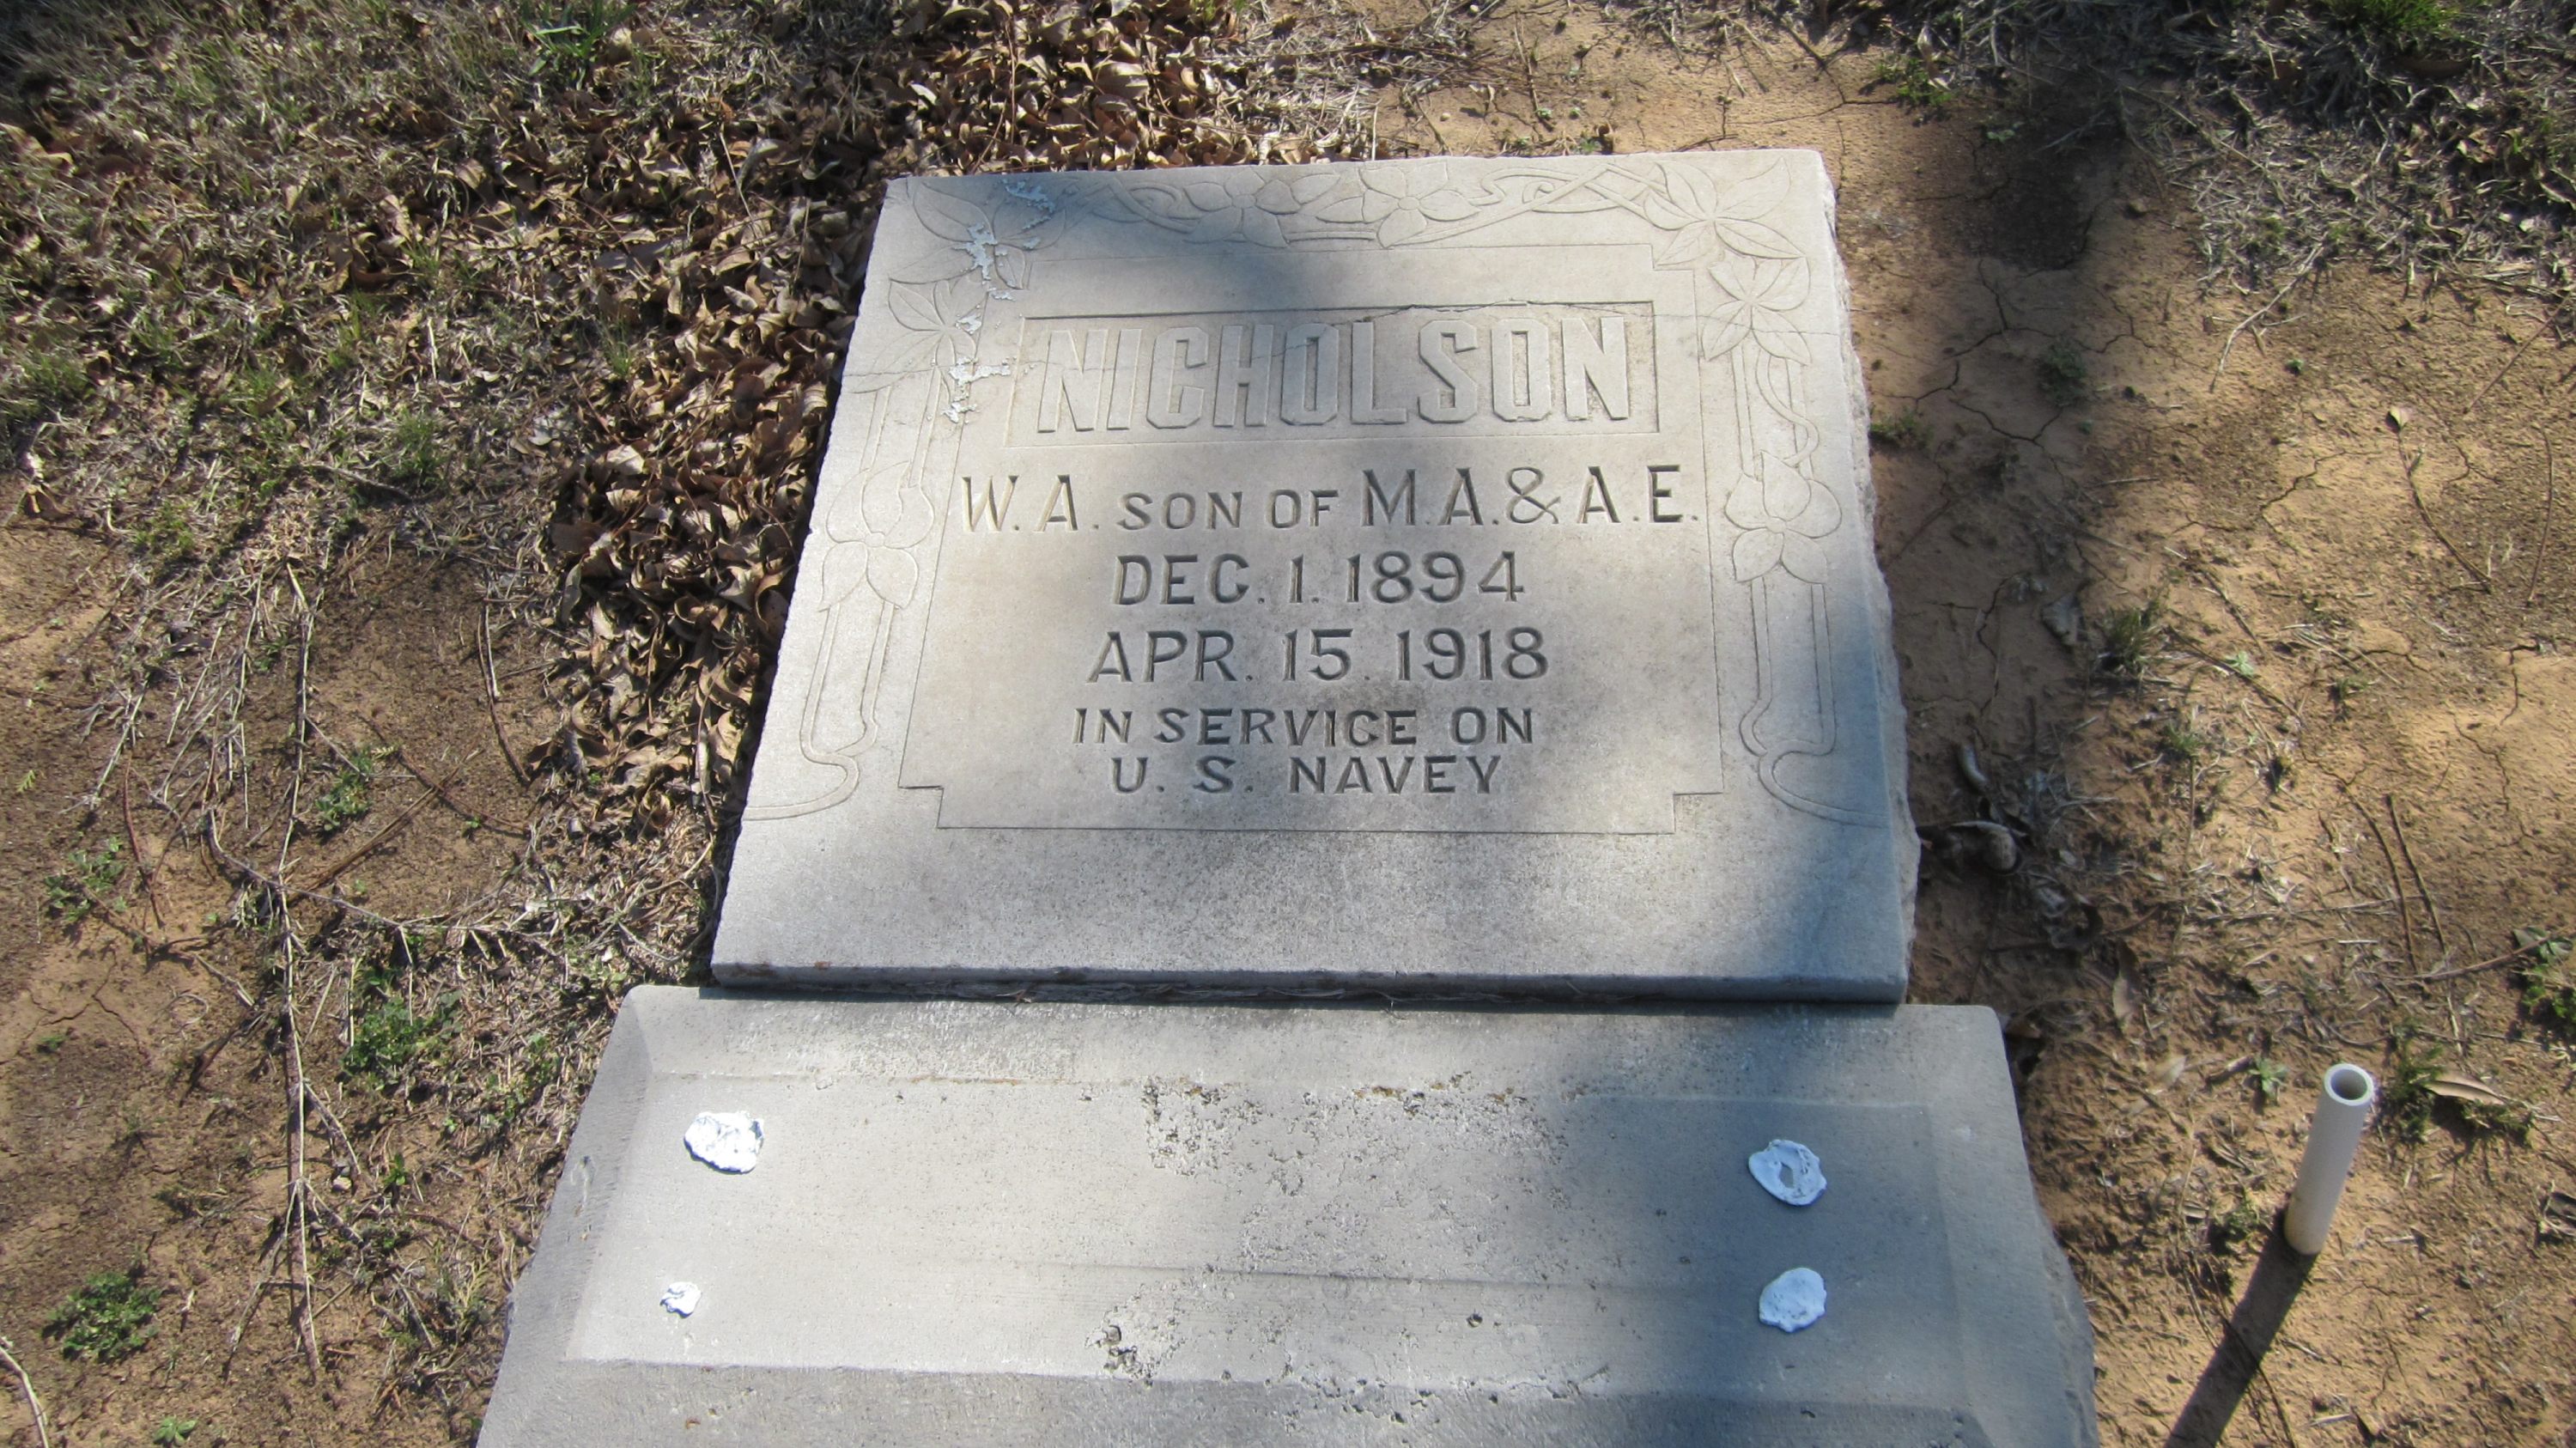 NICHOLSON
W. A. SON OF M. A. & A. E.
DEC. 1. 1894
APR. 15. 1918
IN SERVICE ON
U. S. NAVEY